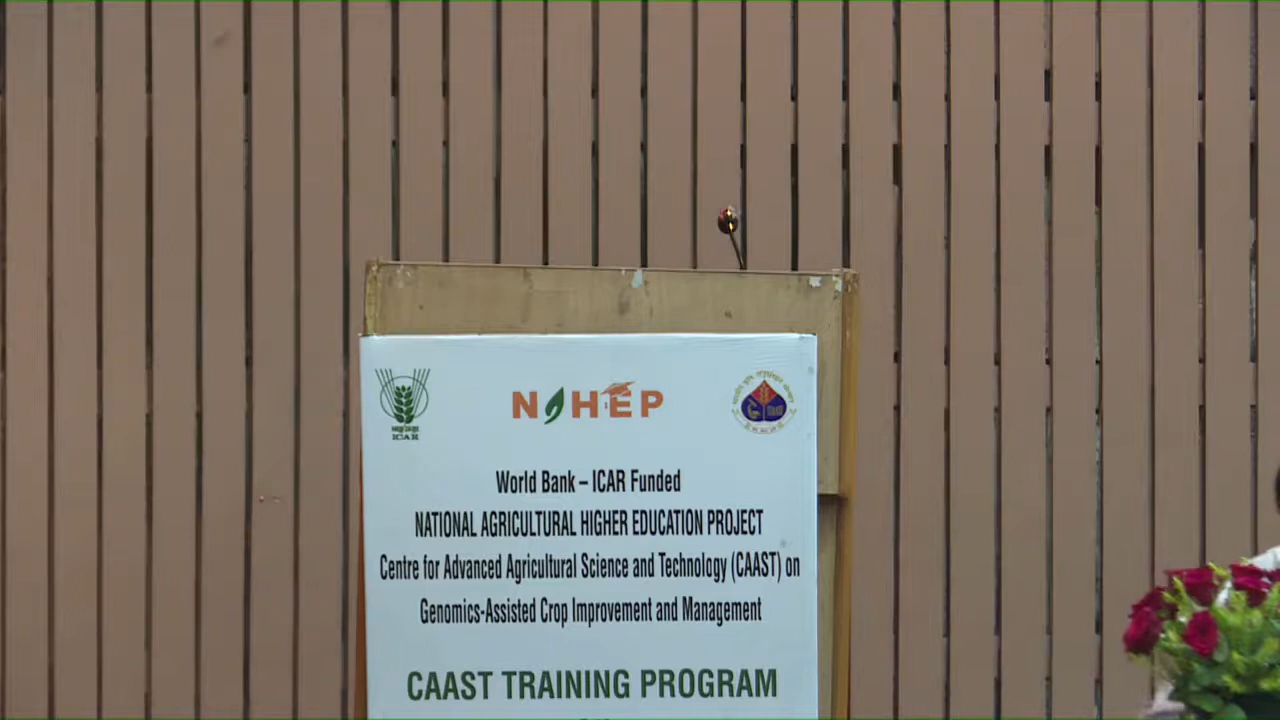 ICAR
NAHEP
World Bank – ICAR Funded
NATIONAL AGRICULTURAL HIGHER EDUCATION PROJECT
Centre for Advanced Agricultural Science and Technology (CAAST) on
Genomics-Assisted Crop Improvement and Management
CAAST TRAINING PROGRAM